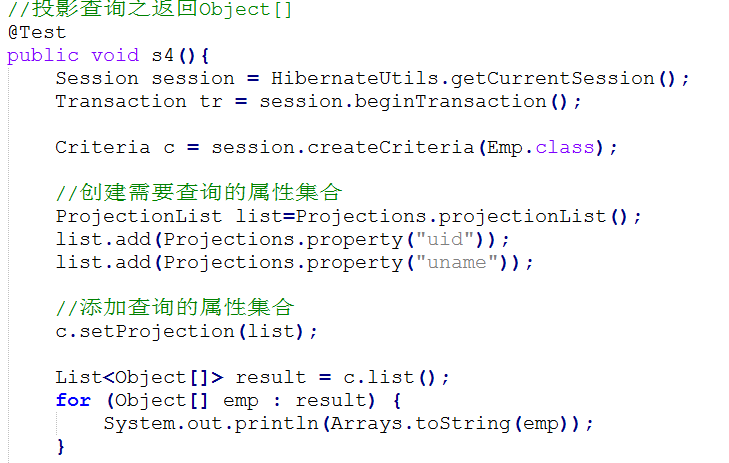 //投影查询之返回Object[]
@Test
public void s4(){
    Session session = HibernateUtils.getCurrentSession();
    Transaction tr = session.beginTransaction();

    Criteria c = session.createCriteria(Emp.class);

    //创建需要查询的属性集合
    ProjectionList list=Projections.projectionList();
    list.add(Projections.property("uid"));
    list.add(Projections.property("uname"));

    //添加查询的属性集合
    c.setProjection(list);

    List<Object[]> result = c.list();
    for (Object[] emp : result) {
        System.out.println(Arrays.toString(emp));
    }